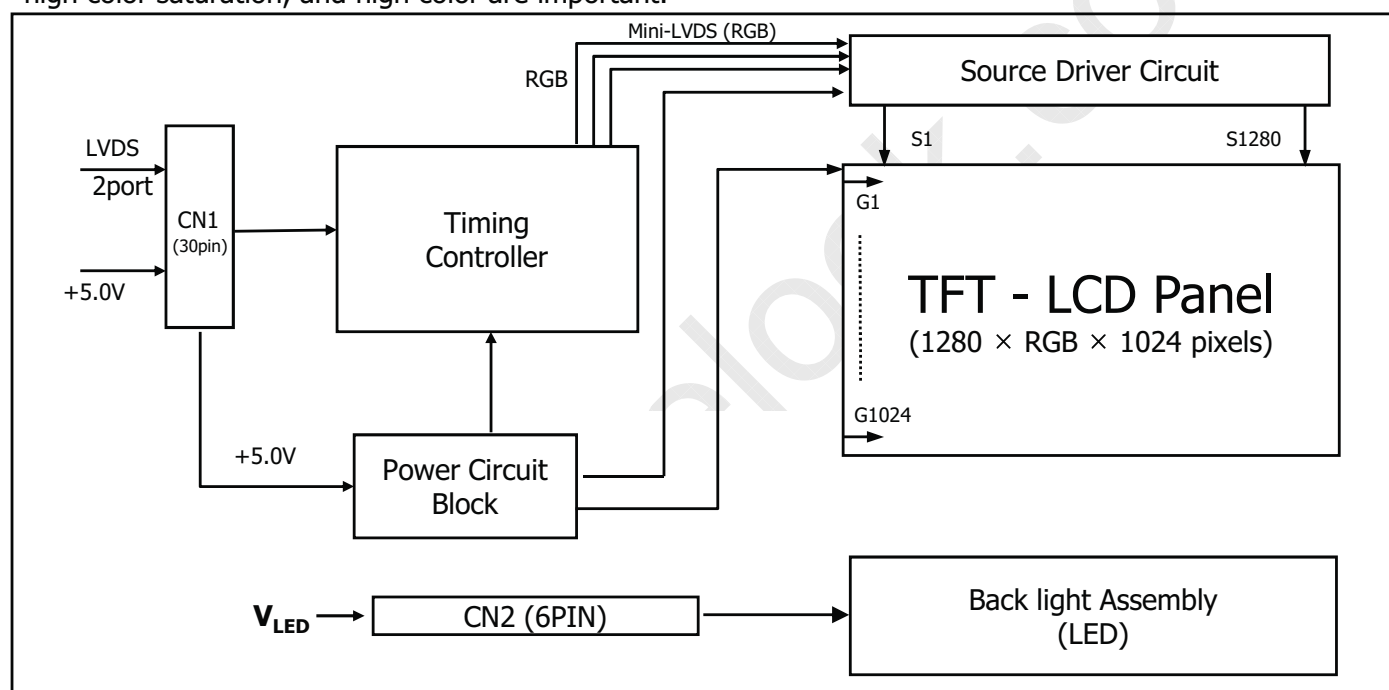 high color saturation, and high color are important.
Mini-LVDS (RGB)
RGB
Source Driver Circuit
S1
S1280
LVDS
2port
CN1
(30pin)
+5.0V
Timing
Controller
G1
TFT - LCD Panel
(1280 × RGB × 1024 pixels)
G1024
+5.0V
Power Circuit
Block
VLED
CN2 (6PIN)
Back light Assembly
(LED)